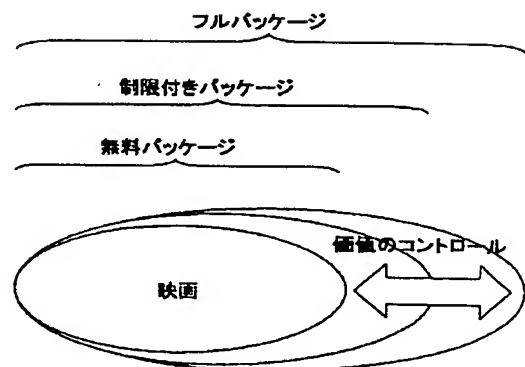 フルパッケージ
制限付きパッケージ
無料パッケージ
価値のコントロール
映画